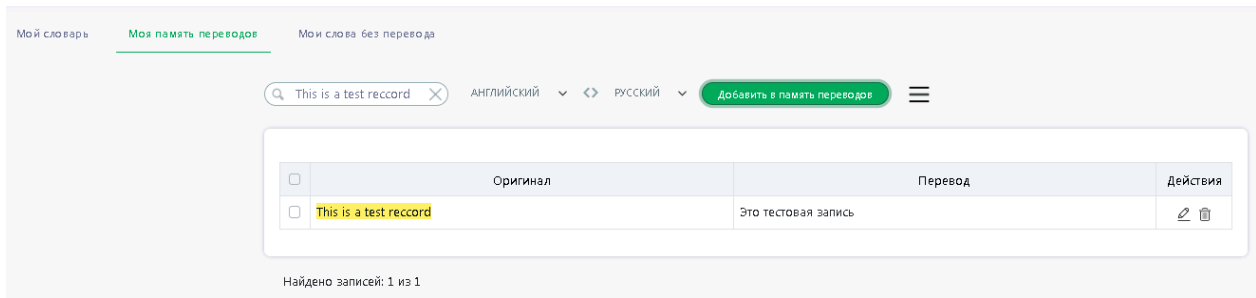 Мой словарь Моя память переводов Мои слова без перевода
This is a test reccord АНГЛИЙСКИЙ РУССКИЙ Добавить в память переводов
Оригинал Перевод Действия
This is a test reccord Это тестовая запись
Найдено записей: 1 из 1